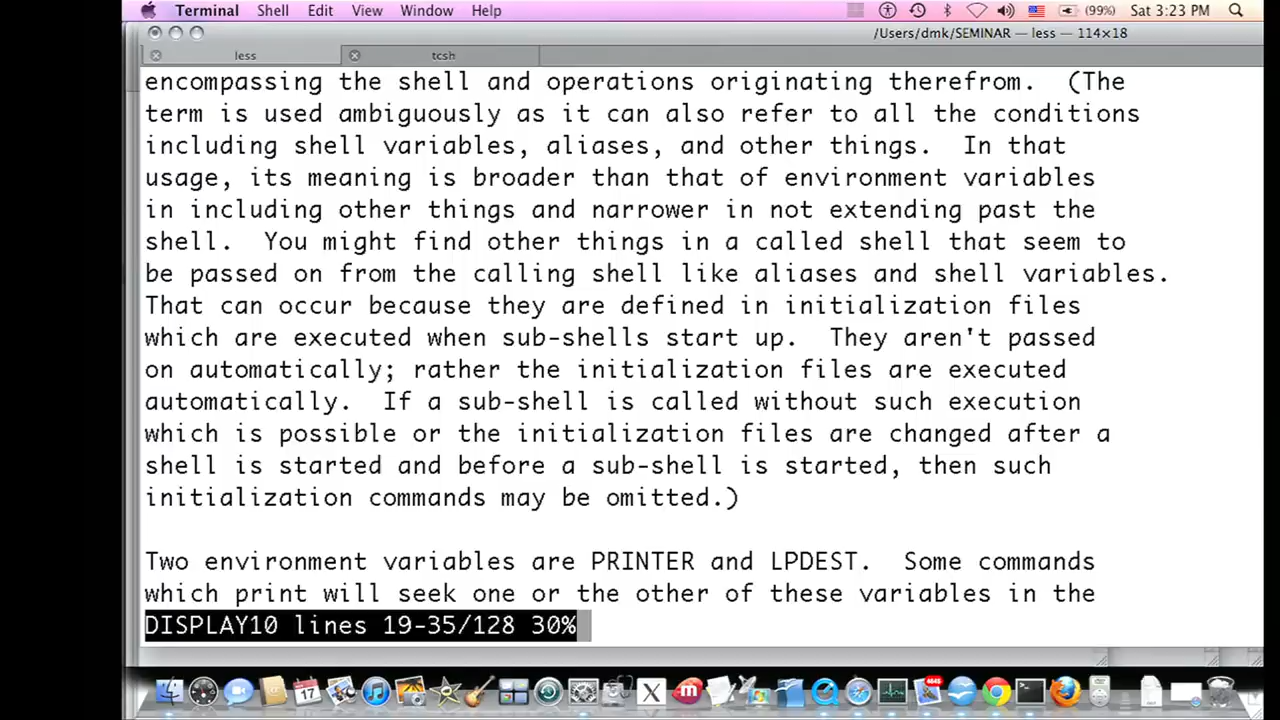 Terminal Shell Edit View Window Help (99%) Sat 3:23 PM
/Users/dmk/SEMINAR — less — 114×18
less tcsh
encompassing the shell and operations originating therefrom.  (The
term is used ambiguously as it can also refer to all the conditions
including shell variables, aliases, and other things.  In that
usage, its meaning is broader than that of environment variables
in including other things and narrower in not extending past the
shell.  You might find other things in a called shell that seem to
be passed on from the calling shell like aliases and shell variables.
That can occur because they are defined in initialization files
which are executed when sub-shells start up.  They aren't passed
on automatically; rather the initialization files are executed
automatically.  If a sub-shell is called without such execution
which is possible or the initialization files are changed after a
shell is started and before a sub-shell is started, then such
initialization commands may be omitted.)
Two environment variables are PRINTER and LPDEST.  Some commands
which print will seek one or the other of these variables in the
DISPLAY10 lines 19-35/128 30%
17
X
m